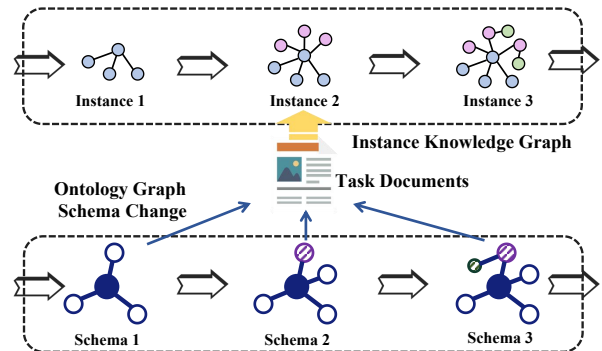 Instance 1
Instance 2
Instance 3
Instance Knowledge Graph
Task Documents
Ontology Graph
Schema Change
Schema 1
Schema 2
Schema 3